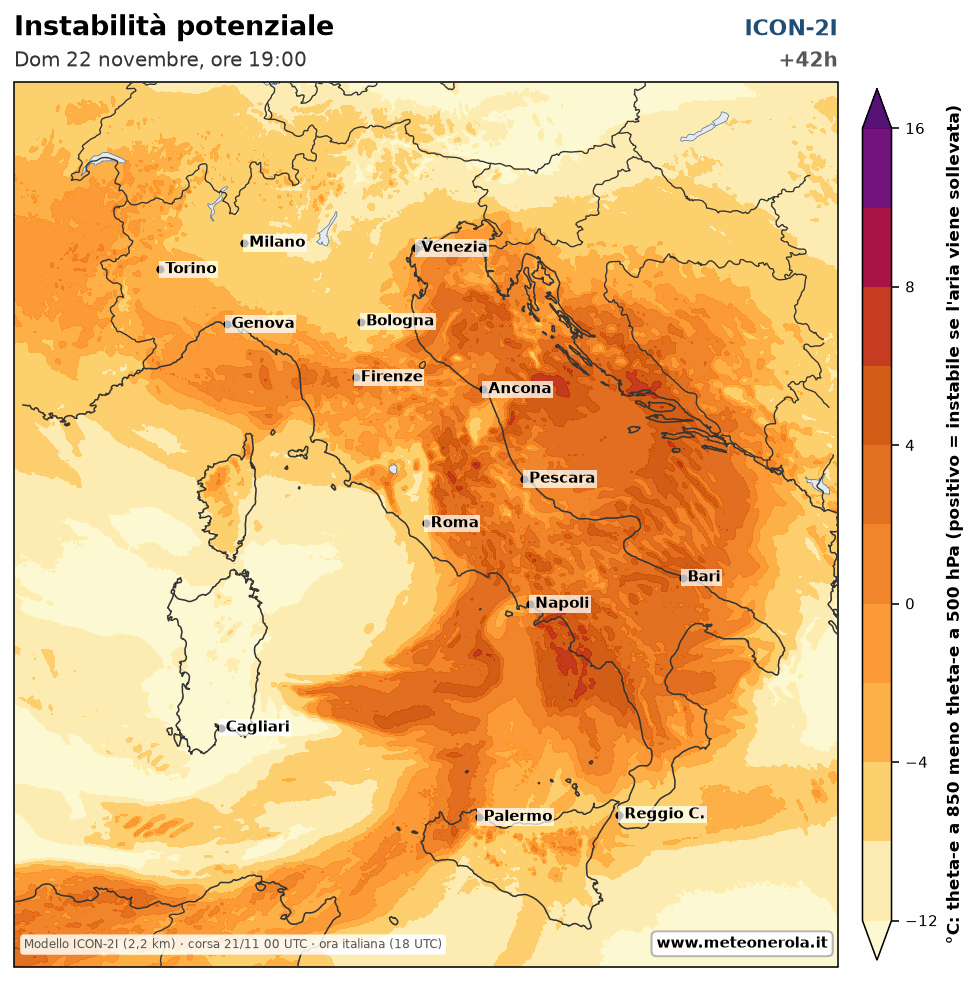 Instabilità potenziale
ICON-2I
Dom 22 novembre, ore 19:00
+42h
Venezia
Milano
Torino
Genova
Bologna
Firenze
Ancona
Pescara
Roma
Bari
Napoli
Cagliari
Palermo
Reggio C.
16
8
4
0
−4
−12
°C: theta-e a 850 meno theta-e a 500 hPa (positivo = instabile se l'aria viene sollevata)
Modello ICON-2I (2,2 km) · corsa 21/11 00 UTC · ora italiana (18 UTC)
www.meteonerola.it